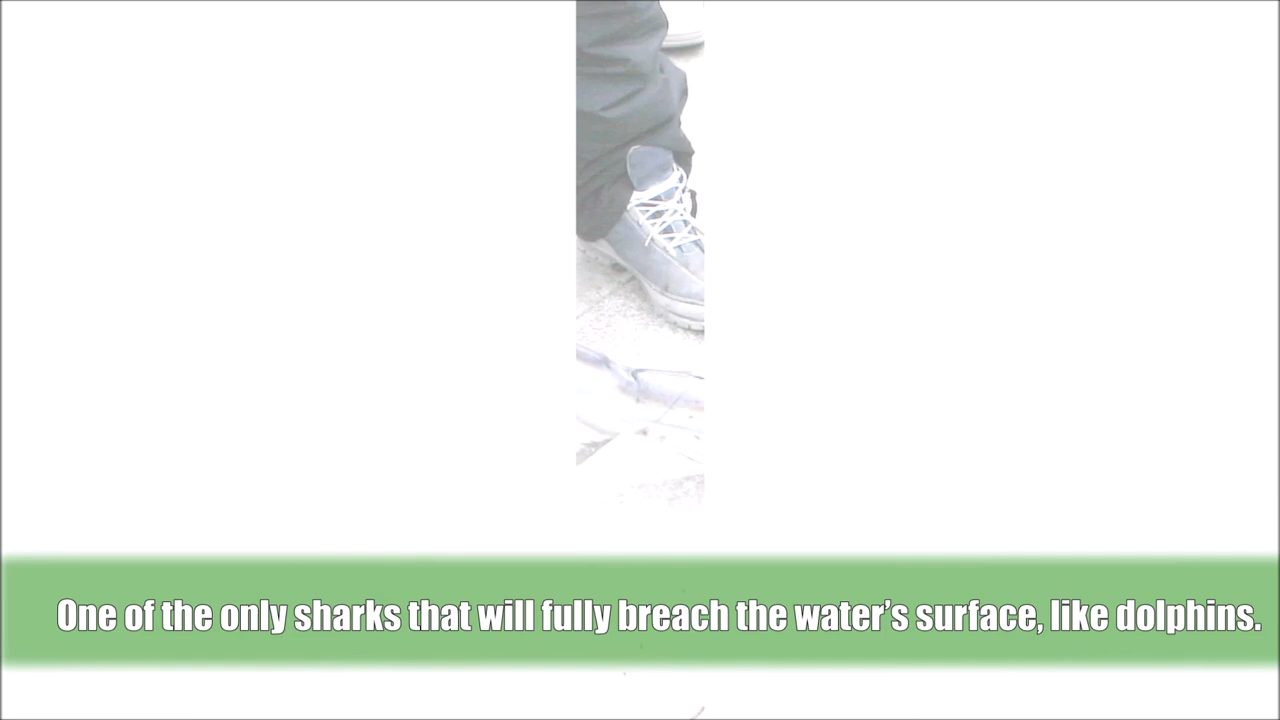 One of the only sharks that will fully breach the water’s surface, like dolphins.